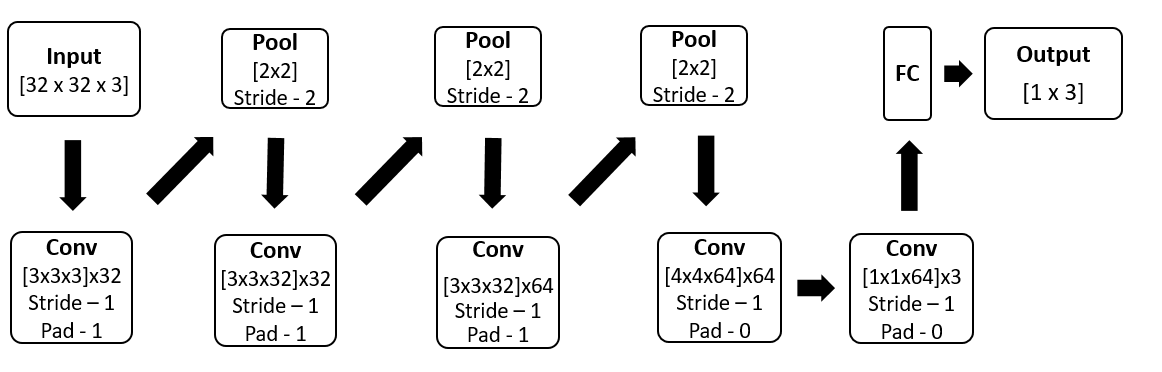 Input
[32 x 32 x 3]
Pool
[2x2]
Stride - 2
Pool
[2x2]
Stride - 2
Pool
[2x2]
Stride - 2
FC
Output
[1 x 3]
Conv
[3x3x3]x32
Stride – 1
Pad - 1
Conv
[3x3x32]x32
Stride – 1
Pad - 1
Conv
[3x3x32]x64
Stride – 1
Pad - 1
Conv
[4x4x64]x64
Stride – 1
Pad - 0
Conv
[1x1x64]x3
Stride – 1
Pad - 0